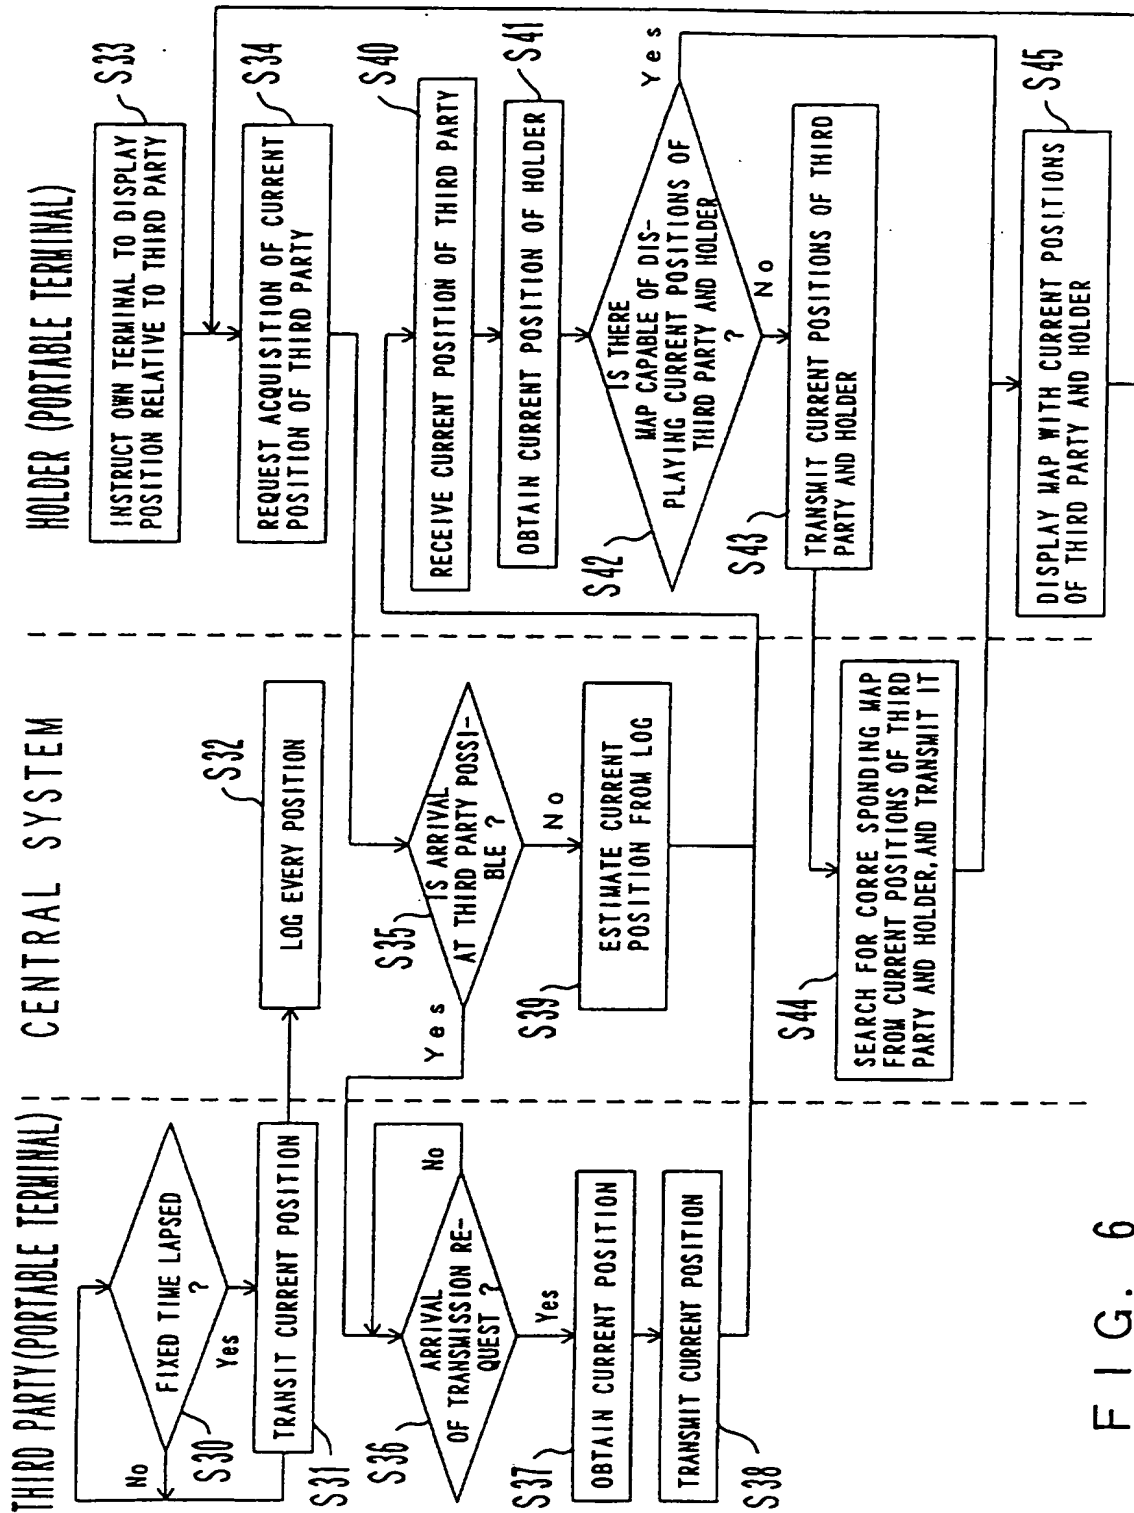 THIRD PARTY(PORTABLE TERMINAL)
CENTRAL SYSTEM
HOLDER (PORTABLE TERMINAL)
FIXED TIME LAPSED
?
S30
No
Yes
TRANSIT CURRENT POSITION
S31
LOG EVERY POSITION
S32
INSTRUCT OWN TERMINAL TO DISPLAY
POSITION RELATIVE TO THIRD PARTY
S33
REQUEST ACQUISITION OF CURRENT
POSITION OF THIRD PARTY
S34
IS ARRIVAL
AT THIRD PARTY POSSI-
BLE ?
S35
Yes
No
ARRIVAL
OF TRANSMISSION RE-
QUEST ?
S36
No
Yes
OBTAIN CURRENT POSITION
S37
TRANSMIT CURRENT POSITION
S38
ESTIMATE CURRENT
POSITION FROM LOG
S39
RECEIVE CURRENT POSITION OF THIRD PARTY
S40
OBTAIN CURRENT POSITION OF HOLDER
S41
IS THERE
MAP CAPABLE OF DIS-
PLAYING CURRENT POSITIONS OF
THIRD PARTY AND HOLDER
?
S42
Yes
No
TRANSMIT CURRENT POSITIONS OF THIRD
PARTY AND HOLDER
S43
SEARCH FOR CORRE SPONDING MAP
FROM CURRENT POSITIONS OF THIRD
PARTY AND HOLDER, AND TRANSMIT IT
S44
DISPLAY MAP WITH CURRENT POSITIONS
OF THIRD PARTY AND HOLDER
S45
FIG. 6